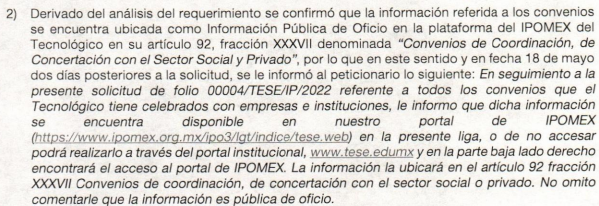 2) Derivado del análisis del requerimiento se confirmó que la información referida a los convenios
se encuentra ubicada como Información Pública de Oficio en la plataforma del IPOMEX del
Tecnológico en su artículo 92, fracción XXXVII denominada “Convenios de Coordinación, de
Concertación con el Sector Social y Privado”, por lo que en este sentido y en fecha 18 de mayo
dos días posteriores a la solicitud, se le informó al peticionario lo siguiente: En seguimiento a la
presente solicitud de folio 00004/TESE/IP/2022 referente a todos los convenios que el
Tecnológico tiene celebrados con empresas e instituciones, le informo que dicha información
se encuentra disponible en nuestro portal de IPOMEX
(https://www.ipomex.org.mx/ipo3/lgt/indice/tese.web) en la presente liga, o de no accesar
podrá realizarlo a través del portal institucional, www.tese.edumx y en la parte baja lado derecho
encontrará el acceso al portal de IPOMEX. La información la ubicará en el artículo 92 fracción
XXXVII Convenios de coordinación, de concertación con el sector social o privado. No omito
comentarle que la información es pública de oficio.